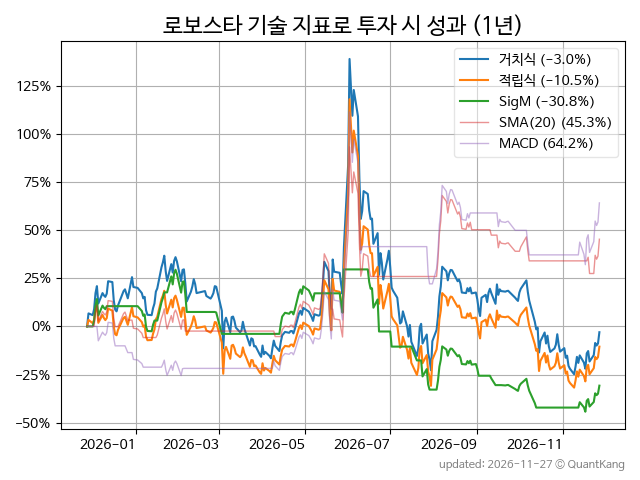 로보스타 기술 지표로 투자 시 성과 (1년)
거치식 (−3.0%)
적립식 (−10.5%)
SigM (−30.8%)
SMA(20) (45.3%)
MACD (64.2%)
125%
100%
75%
50%
25%
0%
−25%
−50%
2026-01 2026-03 2026-05 2026-07 2026-09 2026-11
updated: 2026-11-27 © QuantKang